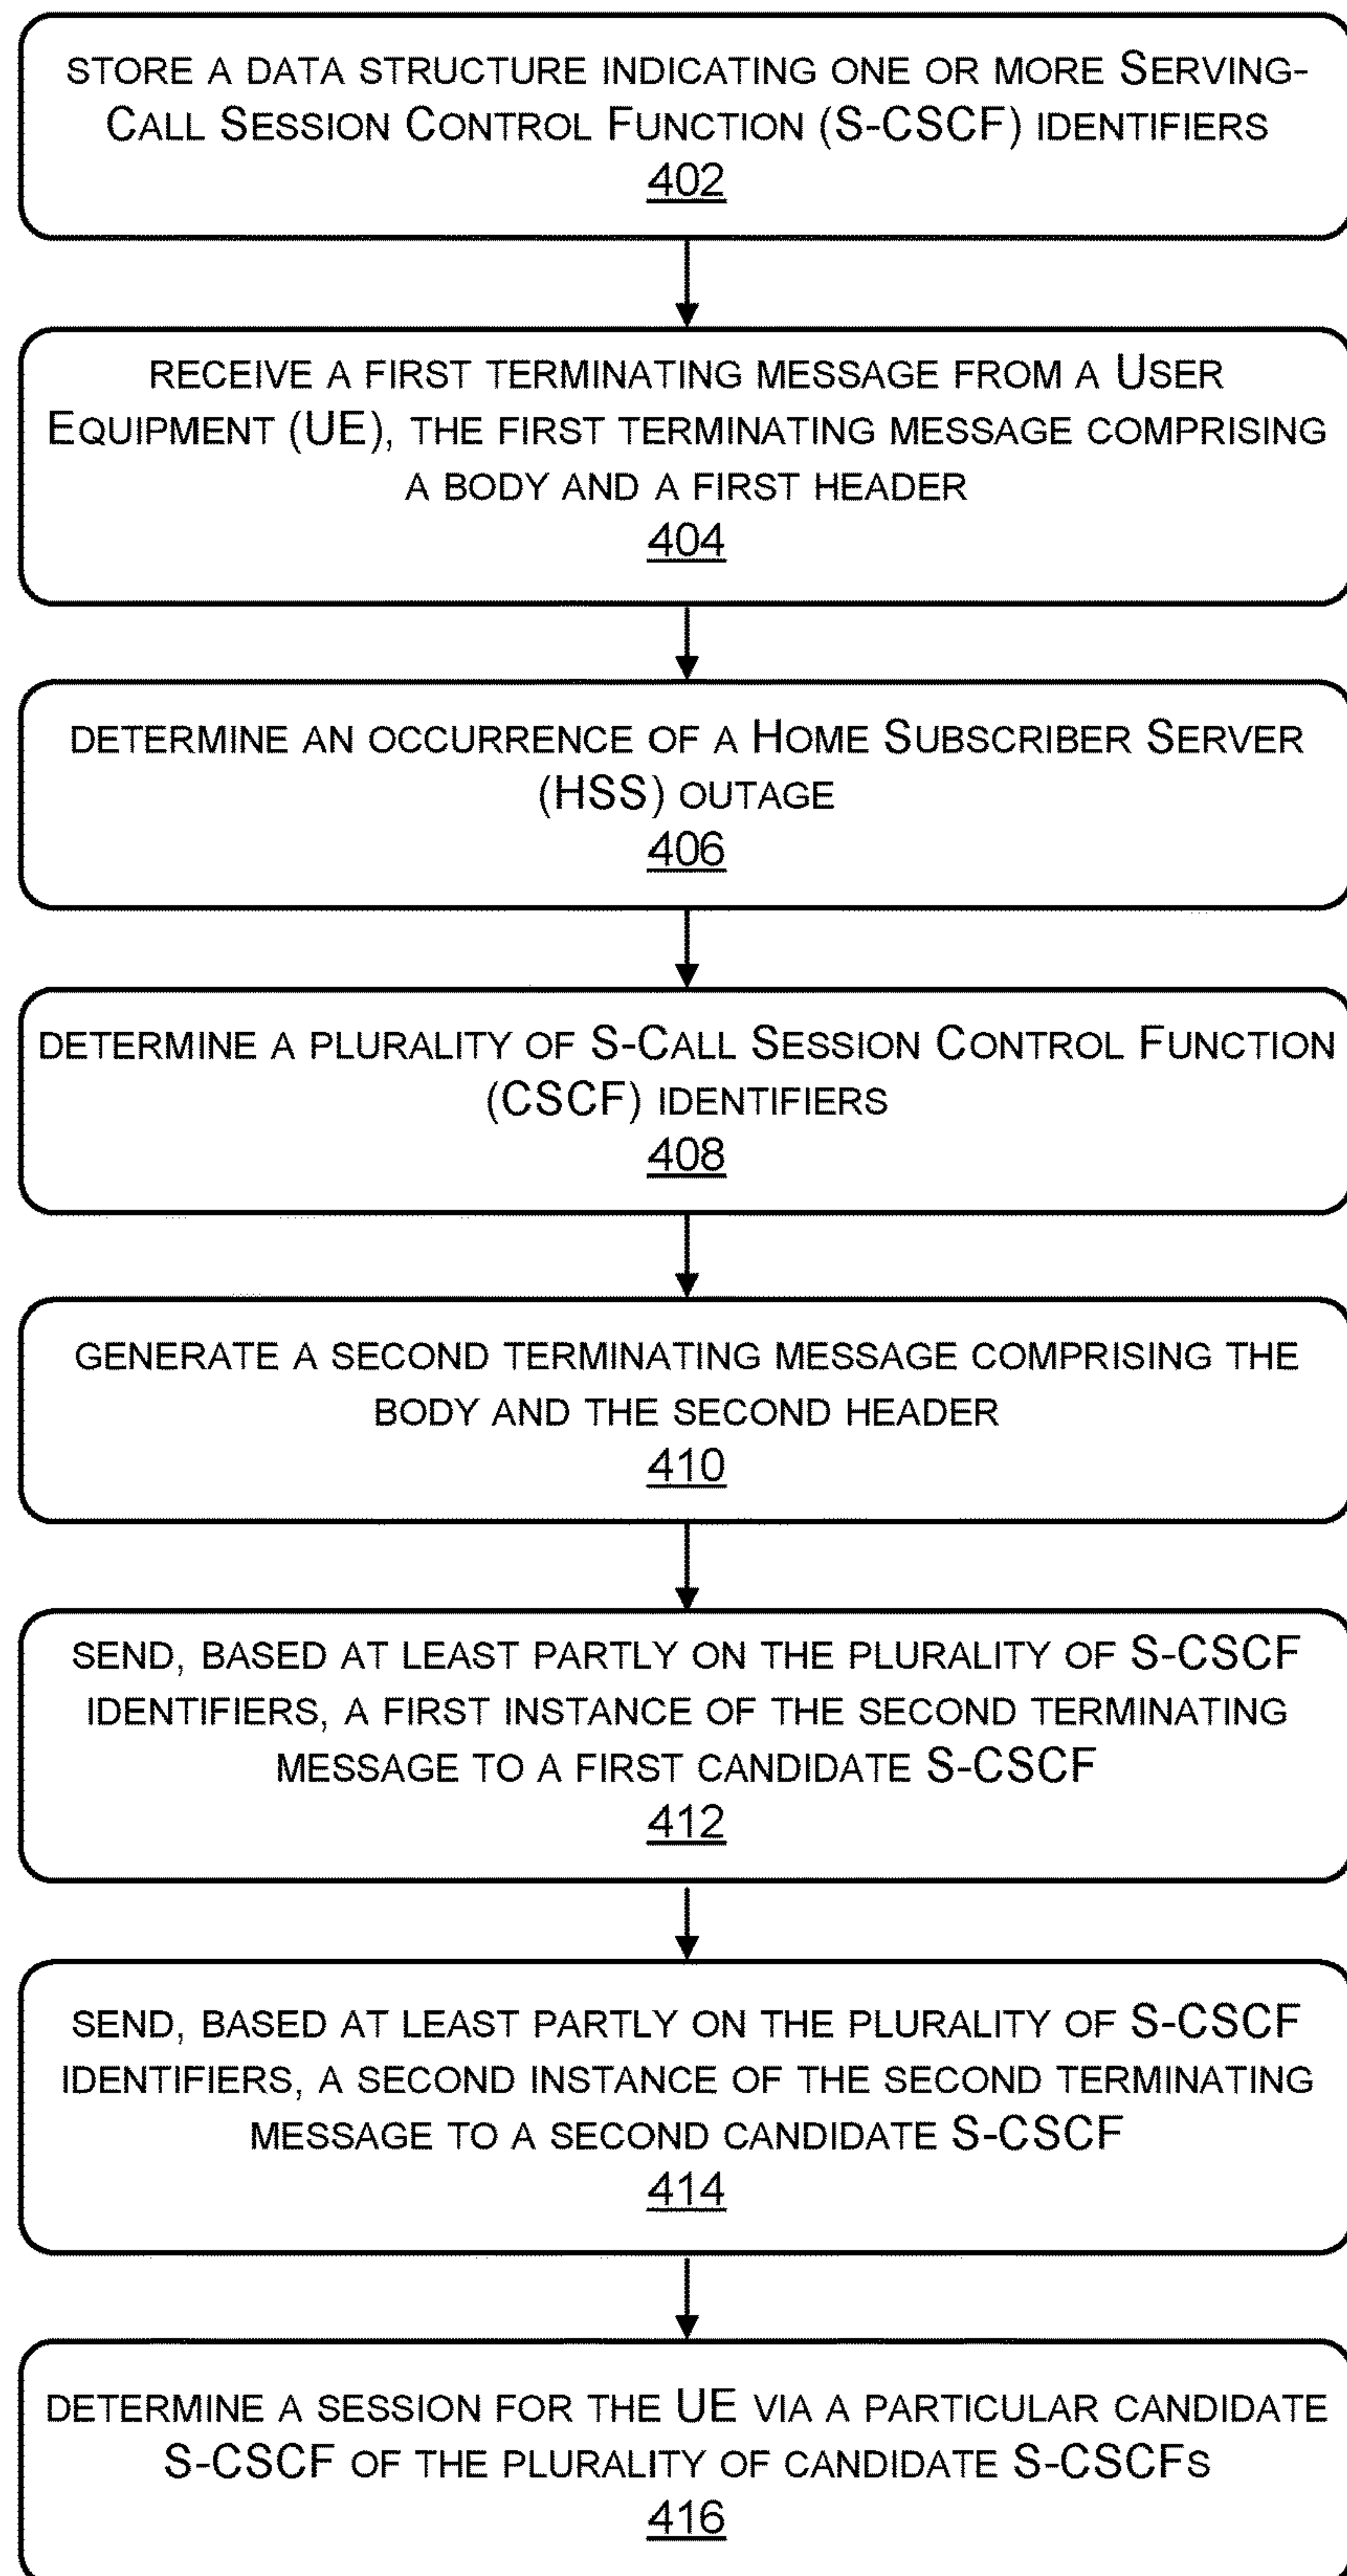 STORE A DATA STRUCTURE INDICATING ONE OR MORE SERVING-
CALL SESSION CONTROL FUNCTION (S-CSCF) IDENTIFIERS
402
RECEIVE A FIRST TERMINATING MESSAGE FROM A USER
EQUIPMENT (UE), THE FIRST TERMINATING MESSAGE COMPRISING
A BODY AND A FIRST HEADER
404
DETERMINE AN OCCURRENCE OF A HOME SUBSCRIBER SERVER
(HSS) OUTAGE
406
DETERMINE A PLURALITY OF S-CALL SESSION CONTROL FUNCTION
(CSCF) IDENTIFIERS
408
GENERATE A SECOND TERMINATING MESSAGE COMPRISING THE
BODY AND THE SECOND HEADER
410
SEND, BASED AT LEAST PARTLY ON THE PLURALITY OF S-CSCF
IDENTIFIERS, A FIRST INSTANCE OF THE SECOND TERMINATING
MESSAGE TO A FIRST CANDIDATE S-CSCF
412
SEND, BASED AT LEAST PARTLY ON THE PLURALITY OF S-CSCF
IDENTIFIERS, A SECOND INSTANCE OF THE SECOND TERMINATING
MESSAGE TO A SECOND CANDIDATE S-CSCF
414
DETERMINE A SESSION FOR THE UE VIA A PARTICULAR CANDIDATE
S-CSCF OF THE PLURALITY OF CANDIDATE S-CSCFS
416